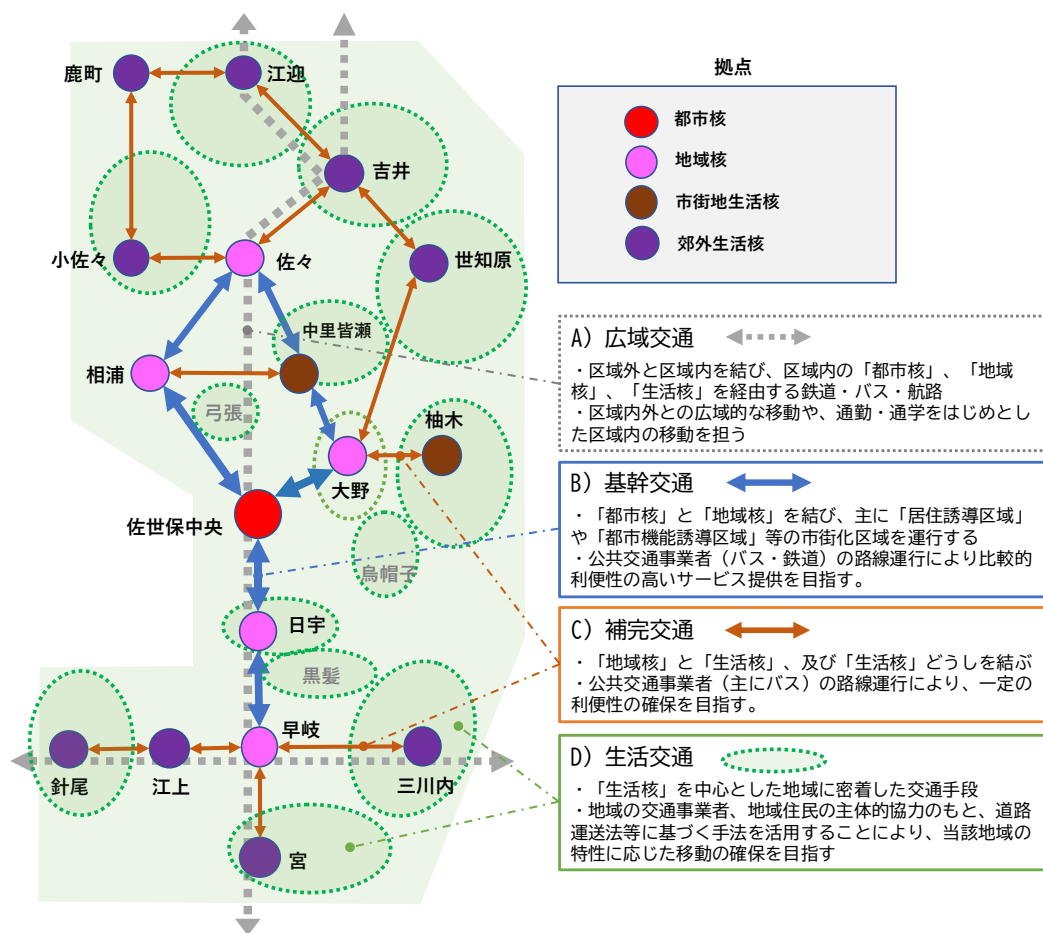 鹿町
江迎
吉井
小佐々
佐々
世知原
中里皆瀬
相浦
弓張
柚木
大野
佐世保中央
烏帽子
日宇
黒髪
早岐
針尾
江上
三川内
宮
拠点
都市核
地域核
市街地生活核
郊外生活核
A) 広域交通
・区域外と区域内を結び、区域内の「都市核」、「地域
核」、「生活核」を経由する鉄道・バス・航路
・区域内外との広域的な移動や、通勤・通学をはじめとし
た区域内の移動を担う
B) 基幹交通
・「都市核」と「地域核」を結び、主に「居住誘導区域」
や「都市機能誘導区域」等の市街化区域を運行する
・公共交通事業者（バス・鉄道）の路線運行により比較的
利便性の高いサービス提供を目指す。
C) 補完交通
・「地域核」と「生活核」、及び「生活核」どうしを結ぶ
・公共交通事業者（主にバス）の路線運行により、一定の
利便性の確保を目指す。
D) 生活交通
・「生活核」を中心とした地域に密着した交通手段
・地域の交通事業者、地域住民の主体的協力のもと、道路
運送法等に基づく手法を活用することにより、当該地域の
特性に応じた移動の確保を目指す